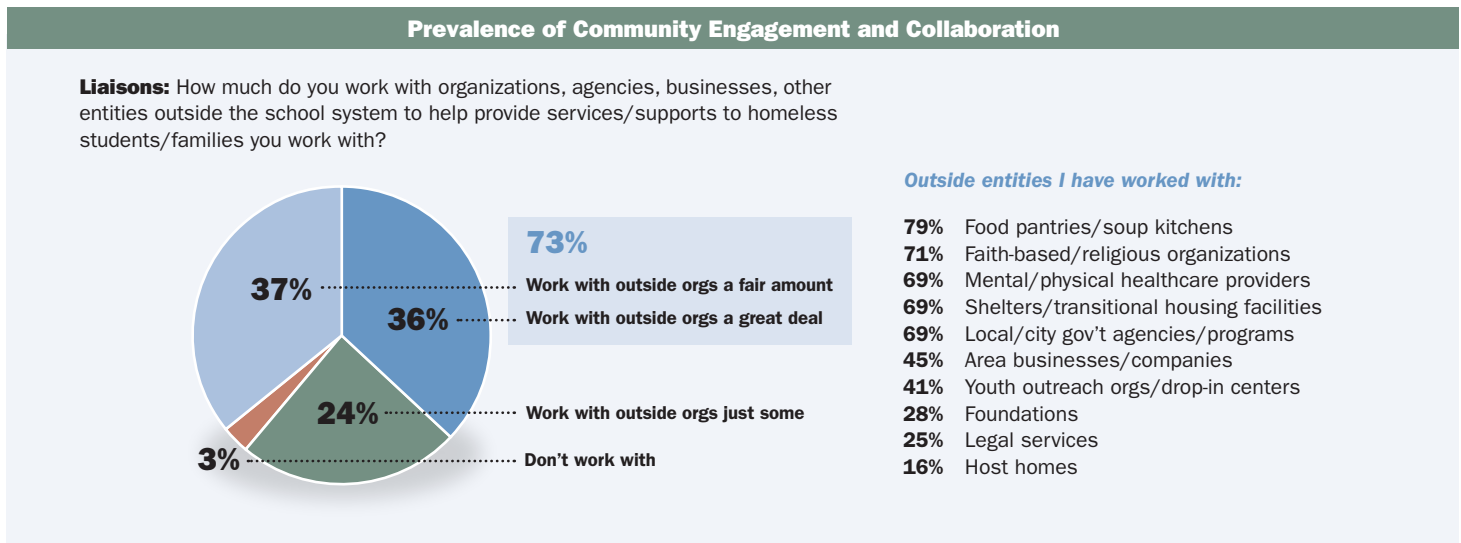 Prevalence of Community Engagement and Collaboration
Liaisons: How much do you work with organizations, agencies, businesses, other
entities outside the school system to help provide services/supports to homeless
students/families you work with?
73%
37% Work with outside orgs a fair amount
36% Work with outside orgs a great deal
24% Work with outside orgs just some
3% Don't work with
Outside entities I have worked with:
79% Food pantries/soup kitchens
71% Faith-based/religious organizations
69% Mental/physical healthcare providers
69% Shelters/transitional housing facilities
69% Local/city gov't agencies/programs
45% Area businesses/companies
41% Youth outreach orgs/drop-in centers
28% Foundations
25% Legal services
16% Host homes